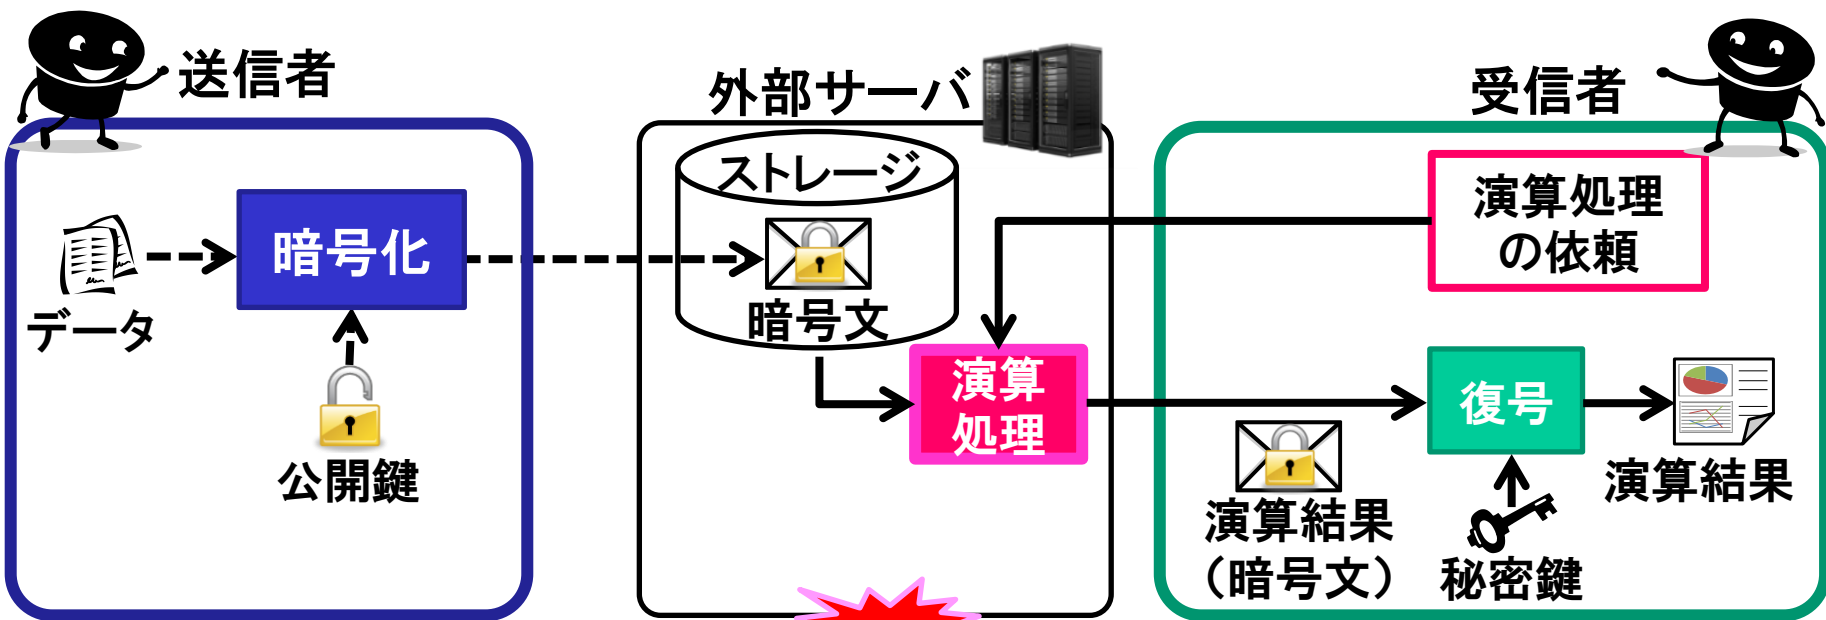 送信者
外部サーバ
受信者
ストレージ
演算処理
の依頼
暗号化
データ
暗号文
公開鍵
演算
処理
復号
演算結果
(暗号文)
秘密鍵
演算結果